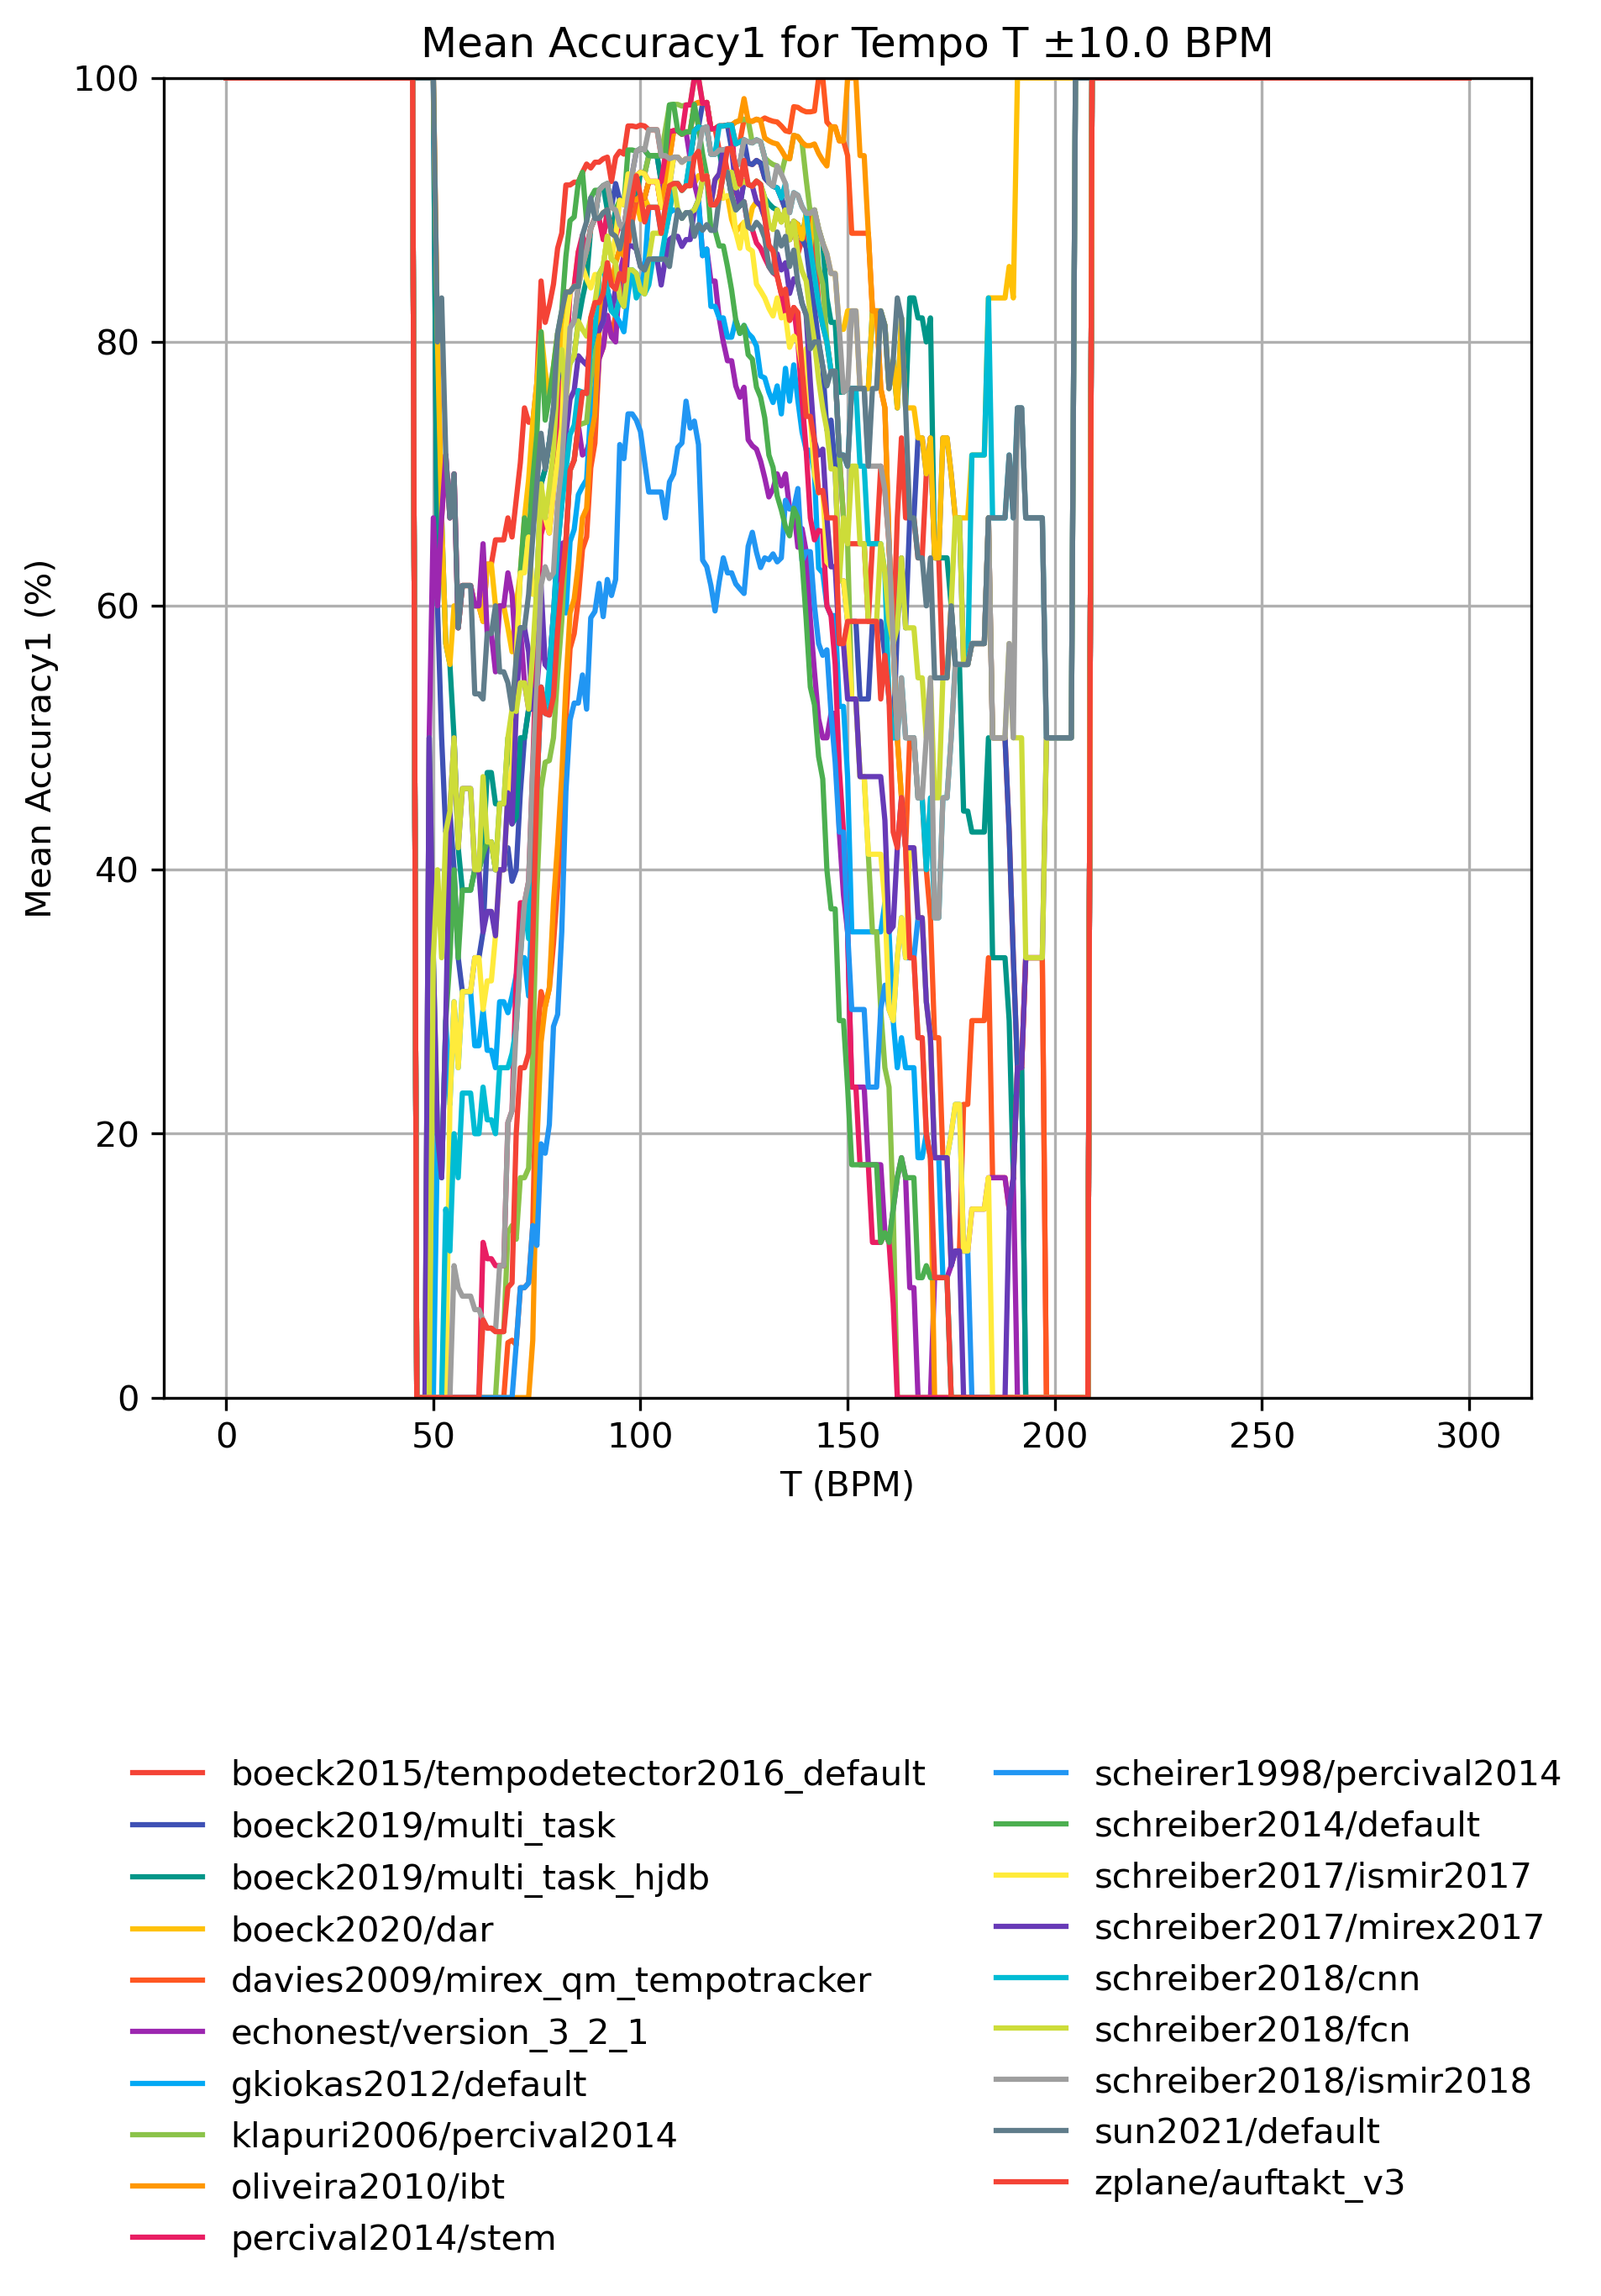 Mean Accuracy1 for Tempo T ±10.0 BPM
Mean Accuracy1 (%)
100
80
60
40
20
0
0 50 100 150 200 250 300
T (BPM)
boeck2015/tempodetector2016_default
boeck2019/multi_task
boeck2019/multi_task_hjdb
boeck2020/dar
davies2009/mirex_qm_tempotracker
echonest/version_3_2_1
gkiokas2012/default
klapuri2006/percival2014
oliveira2010/ibt
percival2014/stem
scheirer1998/percival2014
schreiber2014/default
schreiber2017/ismir2017
schreiber2017/mirex2017
schreiber2018/cnn
schreiber2018/fcn
schreiber2018/ismir2018
sun2021/default
zplane/auftakt_v3